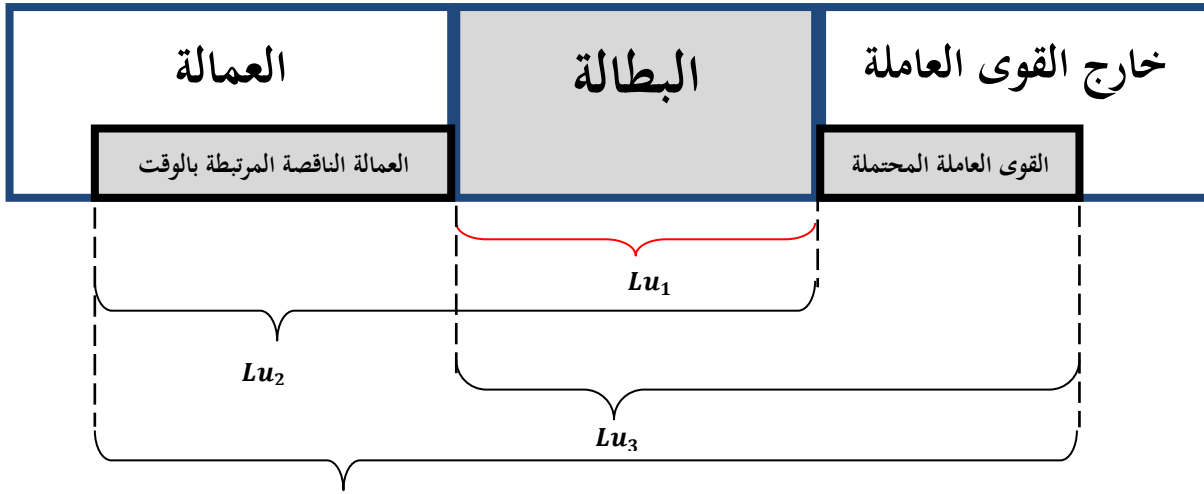 خارج القوى العاملة
البطالة
العمالة
القوى العاملة المحتملة
العمالة الناقصة المرتبطة بالوقت
Lu₁
Lu₂
Lu₃